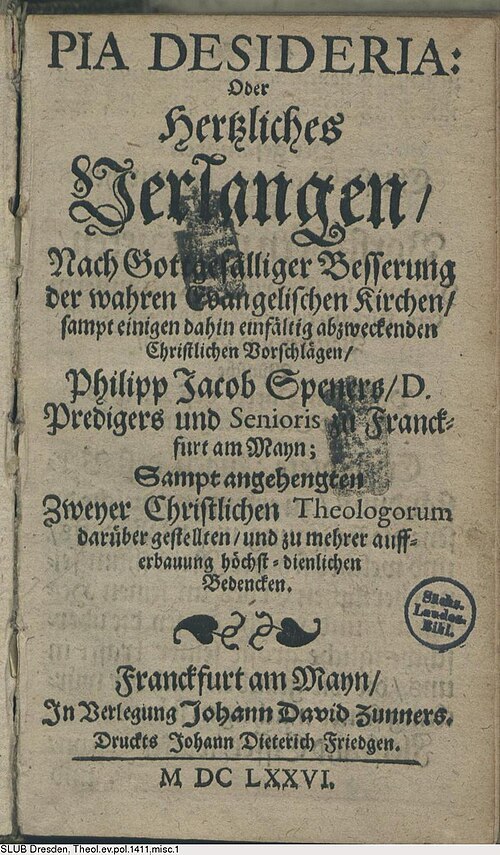 PIA DESIDERIA:
Oder
Hertzliches
Verlangen/
Nach Gottgefälliger Besserung
der wahren Evangelischen Kirchen/
sampt einigen dahin einfältig abzweckenden
Christlichen Vorschlägen/
Philipp Jacob Speners/ D.
Predigers und Senioris zu Franck-
furt am Mayn;
Sampt angehengten
Zweyer Christlichen Theologorum
darüber gestellten/ und zu mehrer auff-
erbauung höchst-dienlichen
Bedencken.
Sächs.
Landes.
Bibl.
Franckfurt am Mayn/
In Verlegung Johann David Zunners.
Druckts Johann Dieterich Friedgen.
M DC LXXVI.
SLUB Dresden, Theol.ev.pol.1411,misc.1